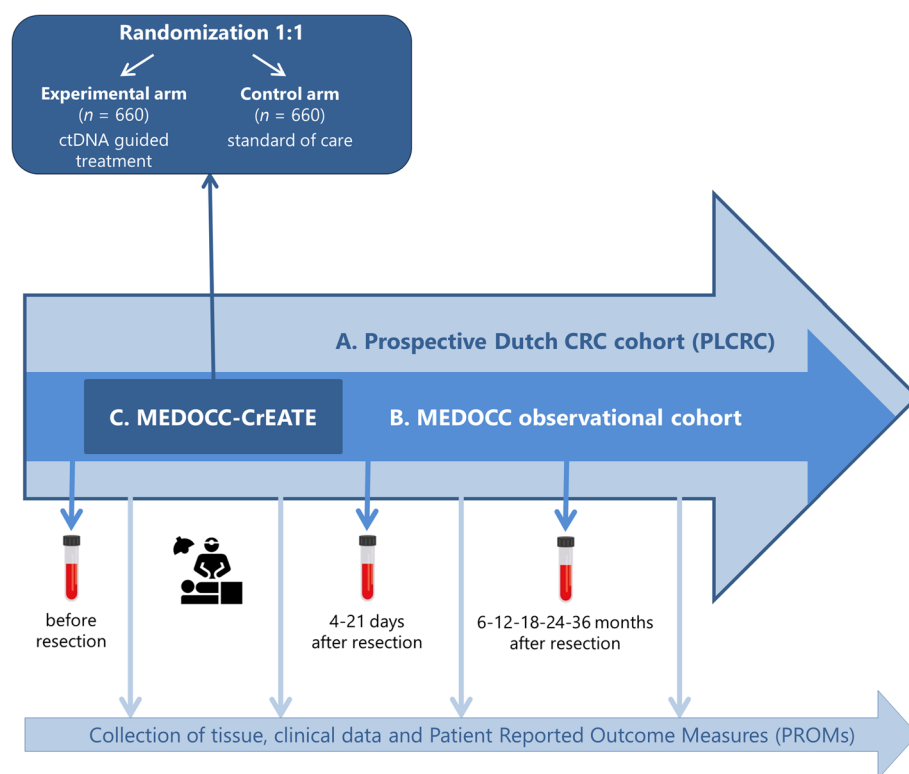 Randomization 1:1
Experimental arm
(n = 660)
ctDNA guided
treatment
Control arm
(n = 660)
standard of care
A. Prospective Dutch CRC cohort (PLCRC)
C. MEDOCC-CrEATE
B. MEDOCC observational cohort
before
resection
4-21 days
after resection
6-12-18-24-36 months
after resection
Collection of tissue, clinical data and Patient Reported Outcome Measures (PROMs)